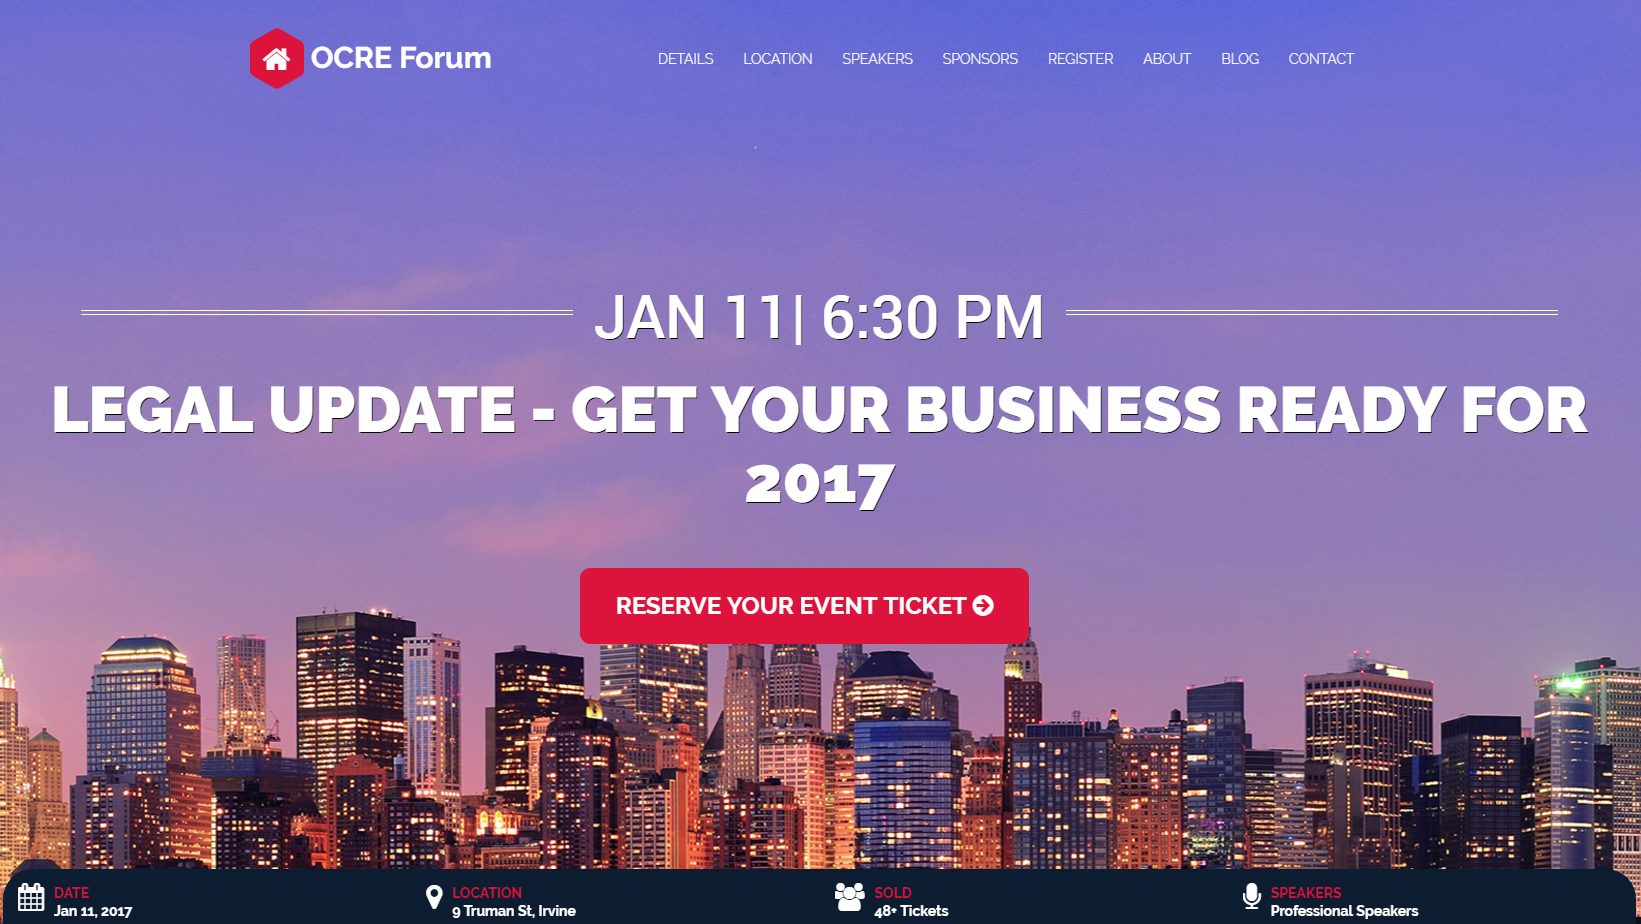 OCRE Forum
DETAILS LOCATION SPEAKERS SPONSORS REGISTER ABOUT BLOG CONTACT
JAN 11| 6:30 PM
LEGAL UPDATE - GET YOUR BUSINESS READY FOR
2017
RESERVE YOUR EVENT TICKET
DATE
Jan 11, 2017
LOCATION
9 Truman St, Irvine
SOLD
48+ Tickets
SPEAKERS
Professional Speakers